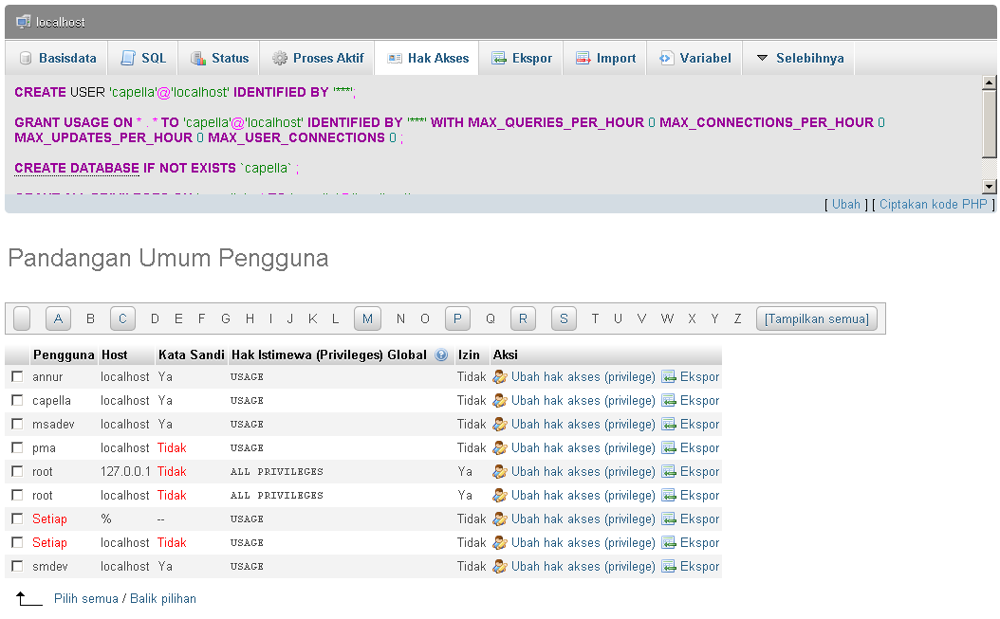 localhost
Basisdata SQL Status Proses Aktif Hak Akses Ekspor Import Variabel Selebihnya
CREATE USER 'capella'@'localhost' IDENTIFIED BY '***';
GRANT USAGE ON * . * TO 'capella'@'localhost' IDENTIFIED BY '***' WITH MAX_QUERIES_PER_HOUR 0 MAX_CONNECTIONS_PER_HOUR 0
MAX_UPDATES_PER_HOUR 0 MAX_USER_CONNECTIONS 0 ;
CREATE DATABASE IF NOT EXISTS `capella` ;
[ Ubah ] [ Ciptakan kode PHP ]
Pandangan Umum Pengguna
A B C D E F G H I J K L M N O P Q R S T U V W X Y Z [Tampilkan semua]
Pengguna Host Kata Sandi Hak Istimewa (Privileges) Global Izin Aksi
annur localhost Ya USAGE Tidak Ubah hak akses (privilege) Ekspor
capella localhost Ya USAGE Tidak Ubah hak akses (privilege) Ekspor
msadev localhost Ya USAGE Tidak Ubah hak akses (privilege) Ekspor
pma localhost Tidak USAGE Tidak Ubah hak akses (privilege) Ekspor
root 127.0.0.1 Tidak ALL PRIVILEGES Ya Ubah hak akses (privilege) Ekspor
root localhost Tidak ALL PRIVILEGES Ya Ubah hak akses (privilege) Ekspor
Setiap % -- USAGE Tidak Ubah hak akses (privilege) Ekspor
Setiap localhost Tidak USAGE Tidak Ubah hak akses (privilege) Ekspor
smdev localhost Ya USAGE Tidak Ubah hak akses (privilege) Ekspor
Pilih semua / Balik pilihan